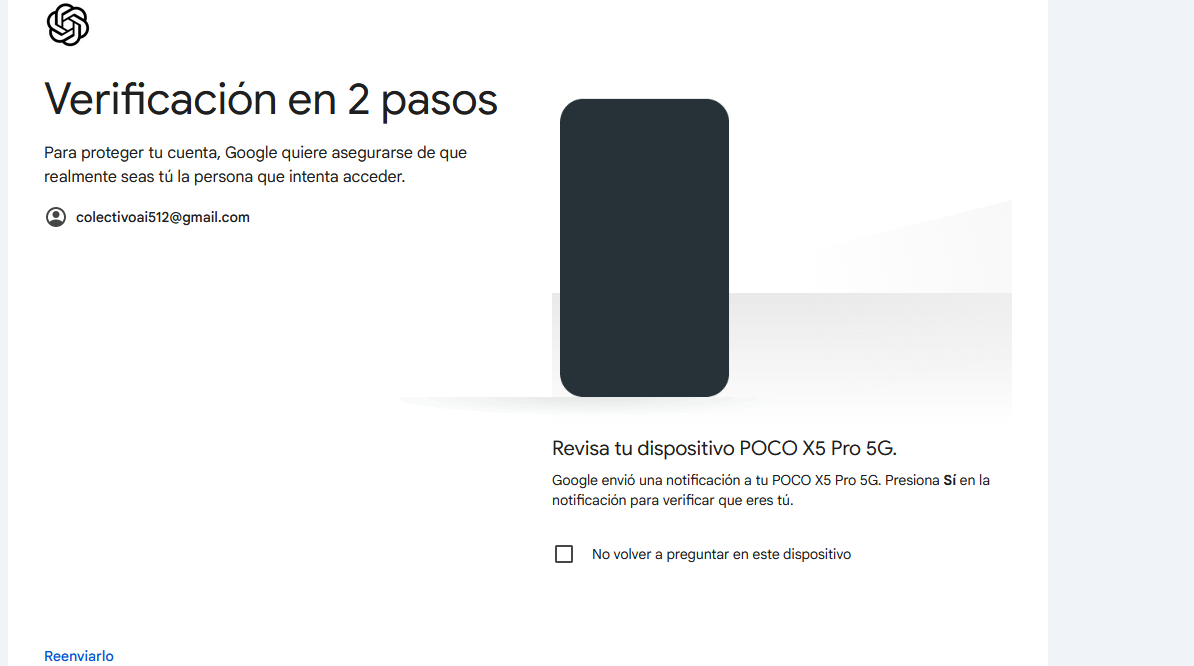 Verificación en 2 pasos
Para proteger tu cuenta, Google quiere asegurarse de que
realmente seas tú la persona que intenta acceder.
colectivoai512@gmail.com
Revisa tu dispositivo POCO X5 Pro 5G.
Google envió una notificación a tu POCO X5 Pro 5G. Presiona Sí en la
notificación para verificar que eres tú.
No volver a preguntar en este dispositivo
Reenviarlo